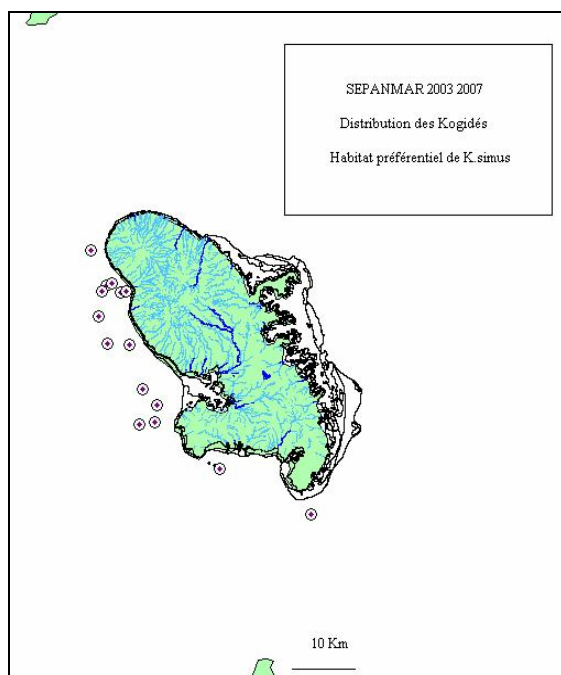 SEPANMAR 2003 2007
Distribution des Kogidés
Habitat préférentiel de K.simus
10 Km